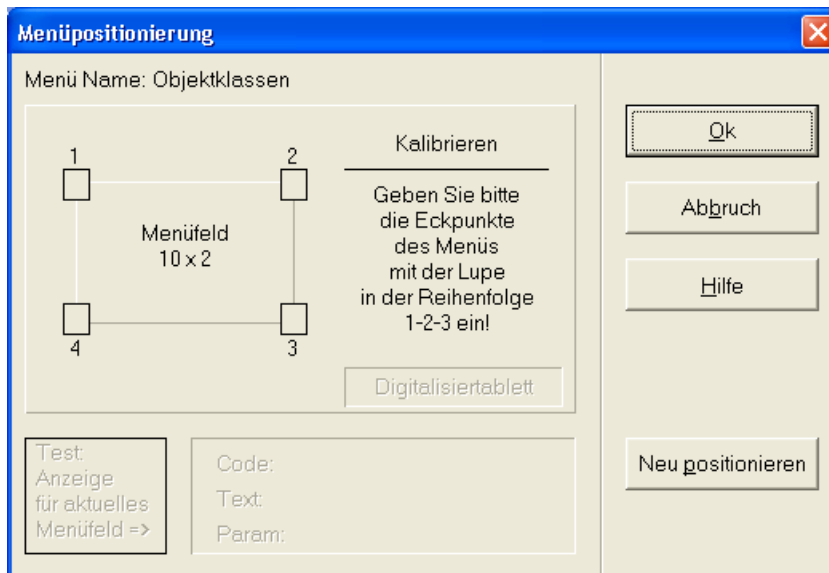 Menüpositionierung
Menü Name: Objektklassen
1
2
Menüfeld
10 x 2
4
3
Kalibrieren
Geben Sie bitte
die Eckpunkte
des Menüs
mit der Lupe
in der Reihenfolge
1-2-3 ein!
Digitalisiertablett
Test:
Anzeige
für aktuelles
Menüfeld =>
Code:
Text:
Param:
Ok
Abbruch
Hilfe
Neu positionieren